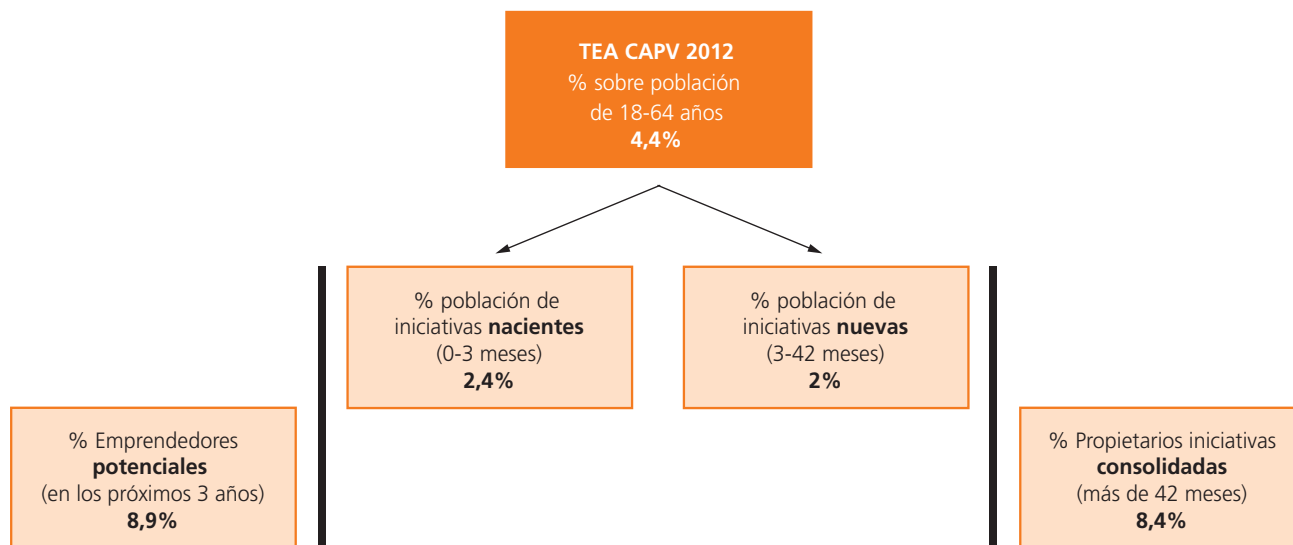 TEA CAPV 2012
% sobre población
de 18-64 años
4,4%
% población de
iniciativas nacientes
(0-3 meses)
2,4%
% población de
iniciativas nuevas
(3-42 meses)
2%
% Emprendedores
potenciales
(en los próximos 3 años)
8,9%
% Propietarios iniciativas
consolidadas
(más de 42 meses)
8,4%